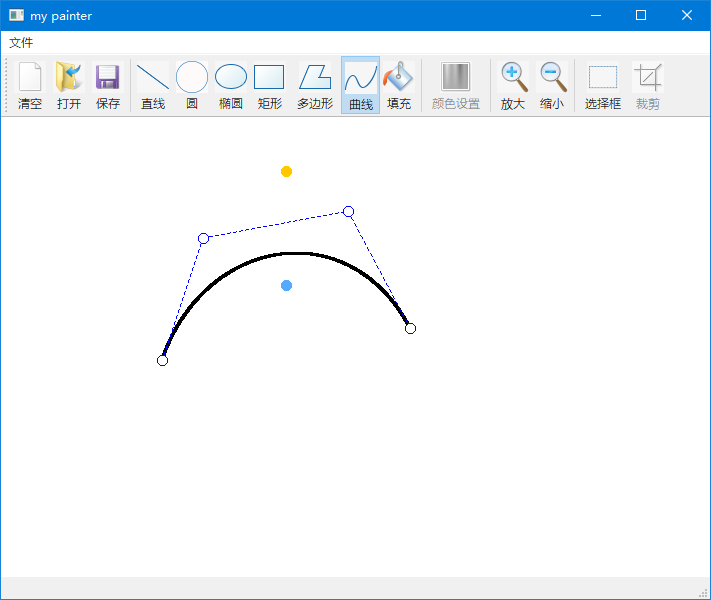 my painter
文件
清空 打开 保存 直线 圆 椭圆 矩形 多边形 曲线 填充 颜色设置 放大 缩小 选择框 裁剪